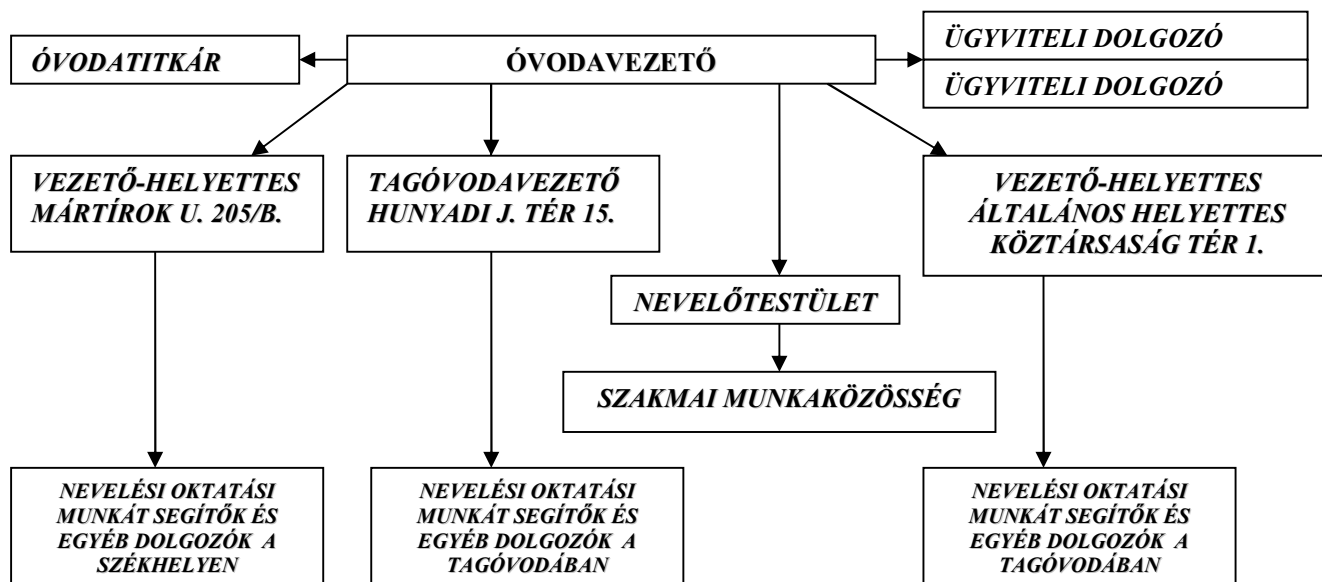 ÓVODATITKÁR
ÓVODAVEZETŐ
ÜGYVITELI DOLGOZÓ
ÜGYVITELI DOLGOZÓ
VEZETŐ-HELYETTES
MÁRTÍROK U. 205/B.
TAGÓVODAVEZETŐ
HUNYADI J. TÉR 15.
VEZETŐ-HELYETTES
ÁLTALÁNOS HELYETTES
KÖZTÁRSASÁG TÉR 1.
NEVELŐTESTÜLET
SZAKMAI MUNKAKÖZÖSSÉG
NEVELÉSI OKTATÁSI
MUNKÁT SEGÍTŐK ÉS
EGYÉB DOLGOZÓK A
SZÉKHELYEN
NEVELÉSI OKTATÁSI
MUNKÁT SEGÍTŐK ÉS
EGYÉB DOLGOZÓK A
TAGÓVODÁBAN
NEVELÉSI OKTATÁSI
MUNKÁT SEGÍTŐK ÉS
EGYÉB DOLGOZÓK A
TAGÓVODÁBAN